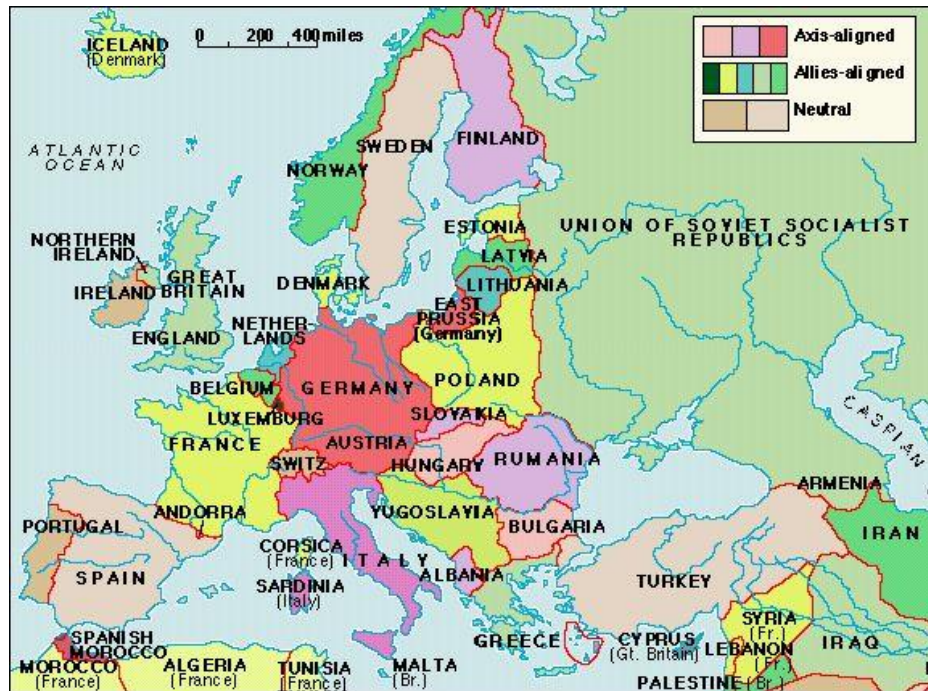 ICELAND
(Denmark)
0 200 400 miles
Axis-aligned
Allies-aligned
Neutral
ATLANTIC
OCEAN
SWEDEN
FINLAND
NORWAY
ESTONIA
UNION OF SOVIET SOCIALIST
REPUBLICS
NORTHERN
IRELAND
LATVIA
IRELAND
GREAT
BRITAIN
DENMARK
LITHUANIA
EAST
PRUSSIA
(Germany)
ENGLAND
NETHER-
LANDS
BELGIUM
GERMANY
POLAND
LUXEMBURG
SLOVAKIA
CASPIAN
FRANCE
AUSTRIA
SWITZ
HUNGARY
RUMANIA
ARMENIA
ANDORRA
YUGOSLAVIA
PORTUGAL
BULGARIA
IRAN
CORSICA
(France)
ITALY
SPAIN
SARDINIA
(Italy)
ALBANIA
TURKEY
GREECE
CYPRUS
(Gt. Britain)
SYRIA
(Fr.)
LEBANON
(Fr.)
IRAQ
SPANISH
MOROCCO
MOROCCO
(France)
ALGERIA
(France)
TUNISIA
(France)
MALTA
(Br.)
PALESTINE (Br.)